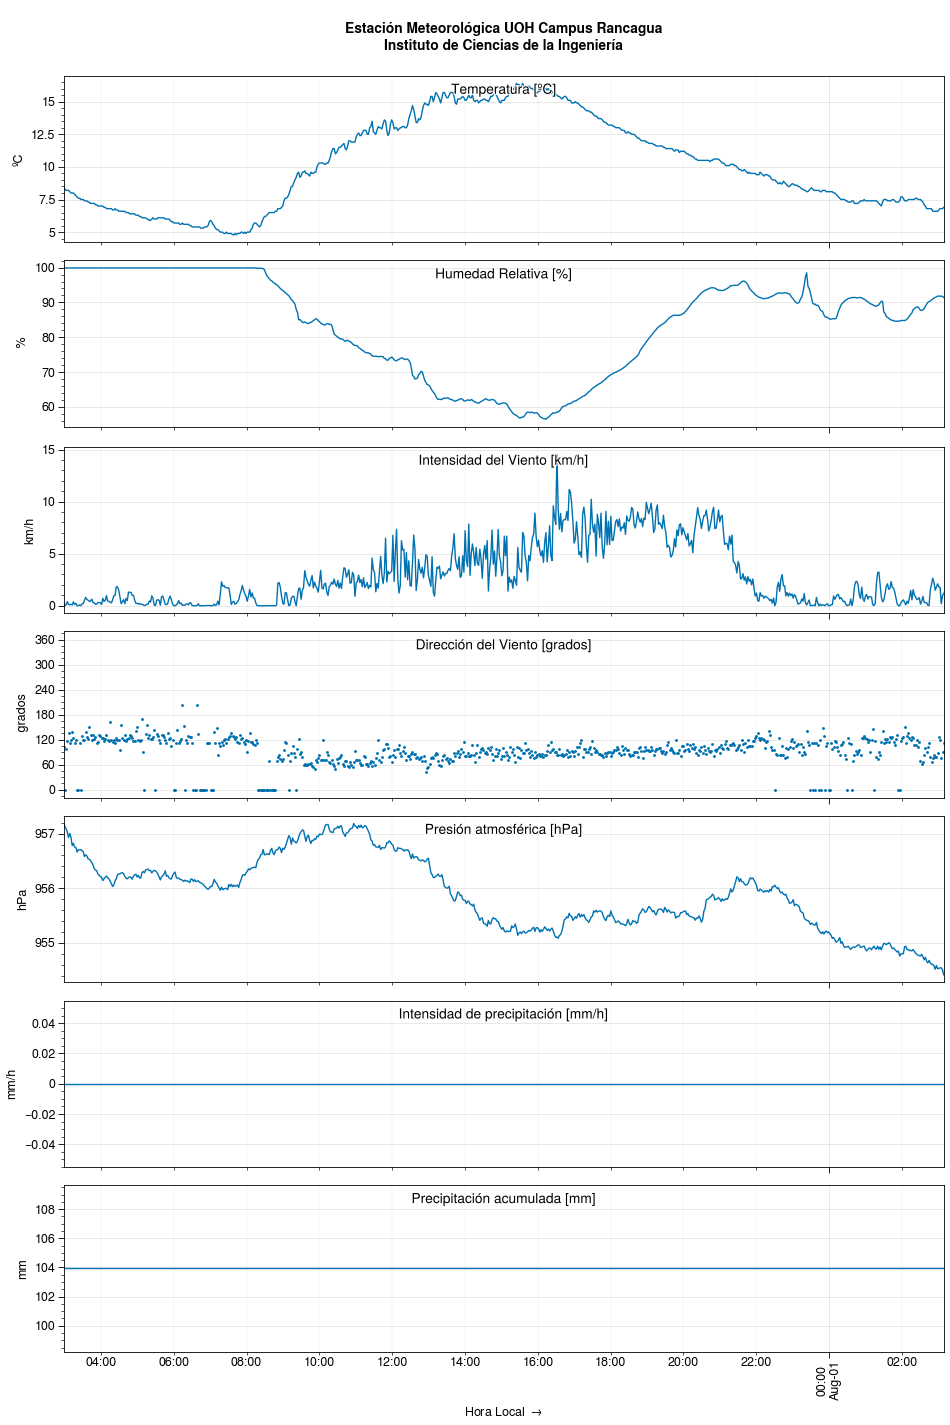 Estación Meteorológica UOH Campus Rancagua
Instituto de Ciencias de la Ingeniería
Temperatura [ºC]
ºC
15
12.5
10
7.5
5
Humedad Relativa [%]
%
100
90
80
70
60
Intensidad del Viento [km/h]
km/h
15
10
5
0
Dirección del Viento [grados]
grados
360
300
240
180
120
60
0
Presión atmosférica [hPa]
hPa
957
956
955
Intensidad de precipitación [mm/h]
mm/h
0.04
0.02
0
−0.02
−0.04
Precipitación acumulada [mm]
mm
108
106
104
102
100
04:00 06:00 08:00 10:00 12:00 14:00 16:00 18:00 20:00 22:00 00:00 02:00
Aug-01
Hora Local →